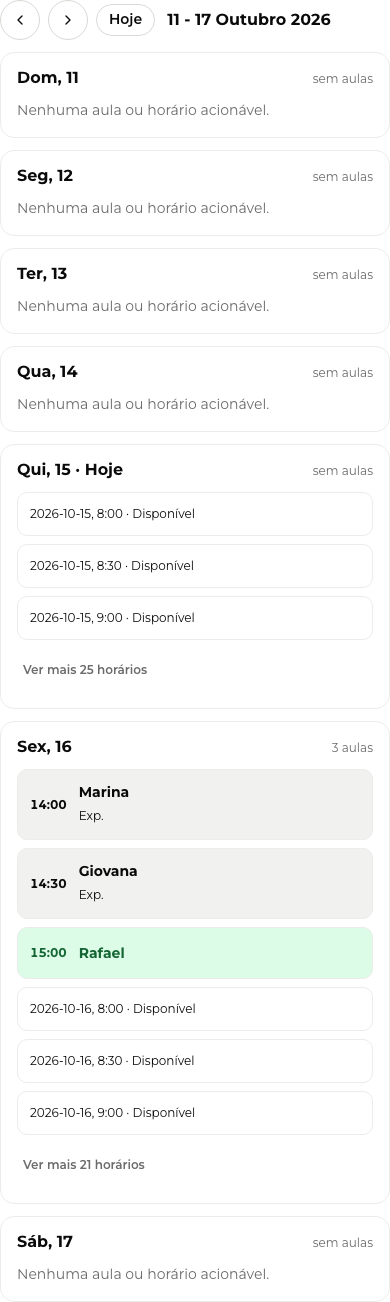 Hoje 11 - 17 Outubro 2026
Dom, 11 sem aulas
Nenhuma aula ou horário acionável.
Seg, 12 sem aulas
Nenhuma aula ou horário acionável.
Ter, 13 sem aulas
Nenhuma aula ou horário acionável.
Qua, 14 sem aulas
Nenhuma aula ou horário acionável.
Qui, 15 · Hoje sem aulas
2026-10-15, 8:00 · Disponível
2026-10-15, 8:30 · Disponível
2026-10-15, 9:00 · Disponível
Ver mais 25 horários
Sex, 16 3 aulas
14:00 Marina
Exp.
14:30 Giovana
Exp.
15:00 Rafael
2026-10-16, 8:00 · Disponível
2026-10-16, 8:30 · Disponível
2026-10-16, 9:00 · Disponível
Ver mais 21 horários
Sáb, 17 sem aulas
Nenhuma aula ou horário acionável.